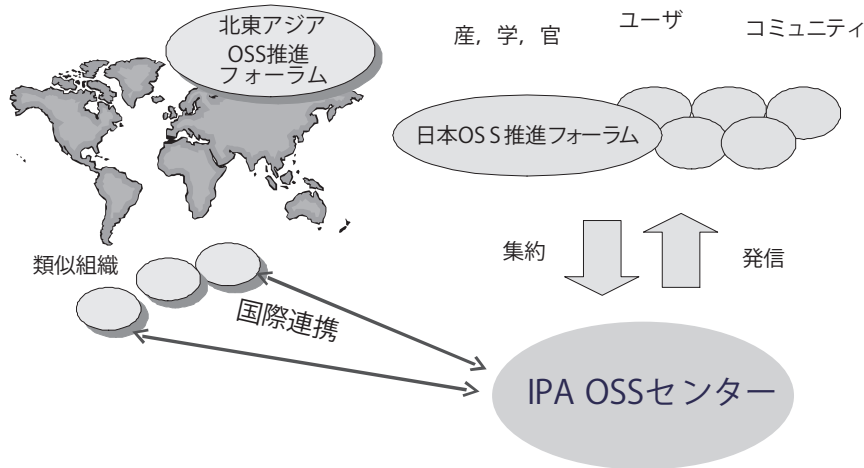 北東アジア
OSS推進
フォーラム
産，学，官
ユーザ
コミュニティ
日本OSS推進フォーラム
類似組織
集約
発信
国際連携
IPA OSSセンター